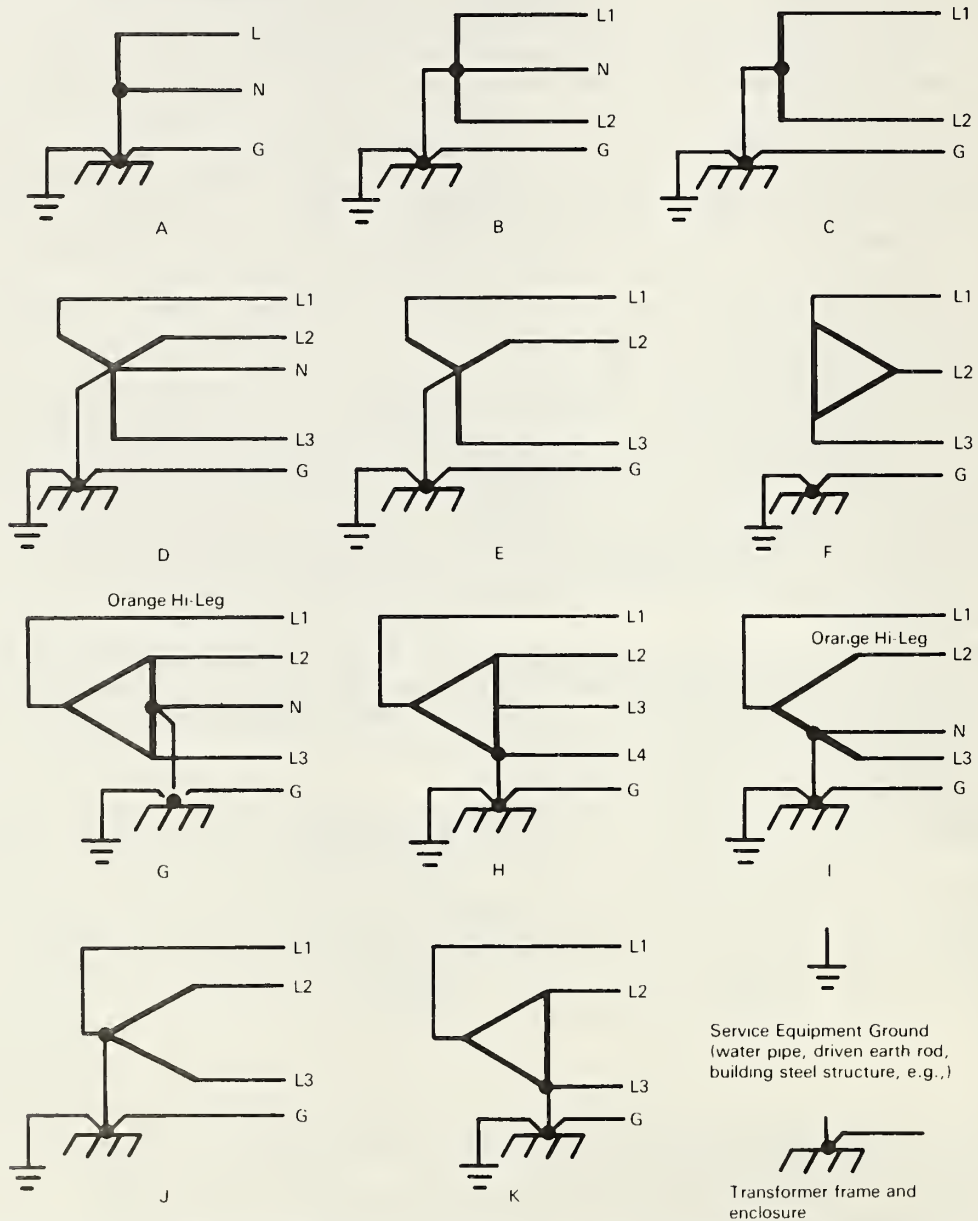 L
N
G
A
L1
N
L2
G
B
L1
L2
G
C
L1
L2
N
L3
G
D
L1
L2
L3
G
E
L1
L2
L3
G
F
Orange Hi-Leg
L1
L2
N
L3
G
G
L1
L2
L3
L4
G
H
L1
Orange Hi-Leg
L2
N
L3
G
I
L1
L2
L3
G
J
L1
L2
L3
G
K
Service Equipment Ground
(water pipe, driven earth rod,
building steel structure, e.g.,)
Transformer frame and
enclosure